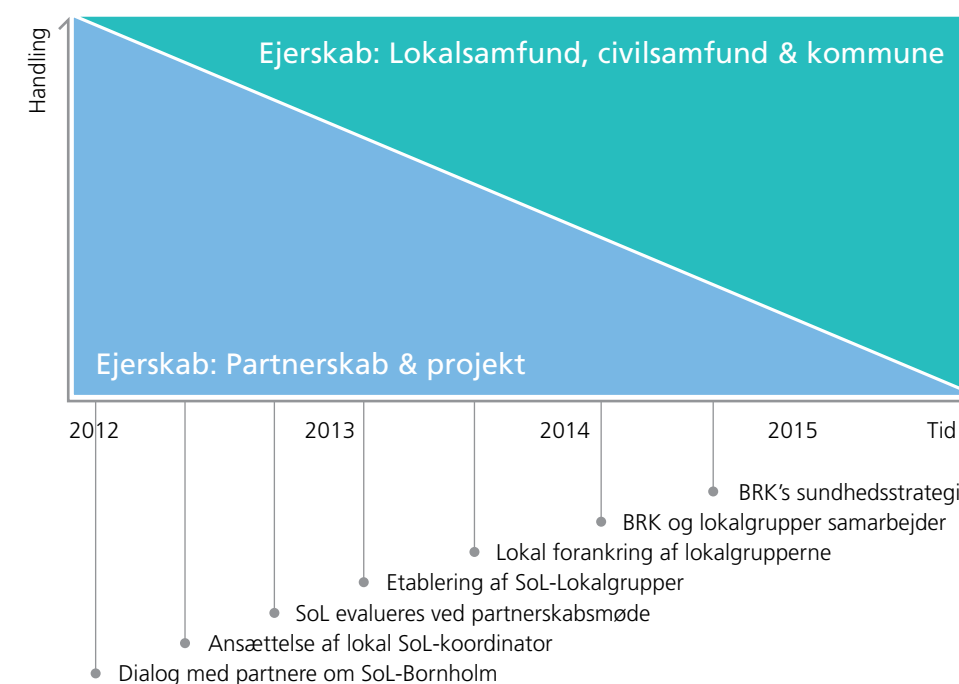 Handling
Ejerskab: Lokalsamfund, civilsamfund & kommune
Ejerskab: Partnerskab & projekt
2012 2013 2014 2015 Tid
BRK’s sundhedsstrategi
BRK og lokalgrupper samarbejder
Lokal forankring af lokalgrupperne
Etablering af SoL-Lokalgrupper
SoL evalueres ved partnerskabsmøde
Ansættelse af lokal SoL-koordinator
Dialog med partnere om SoL-Bornholm